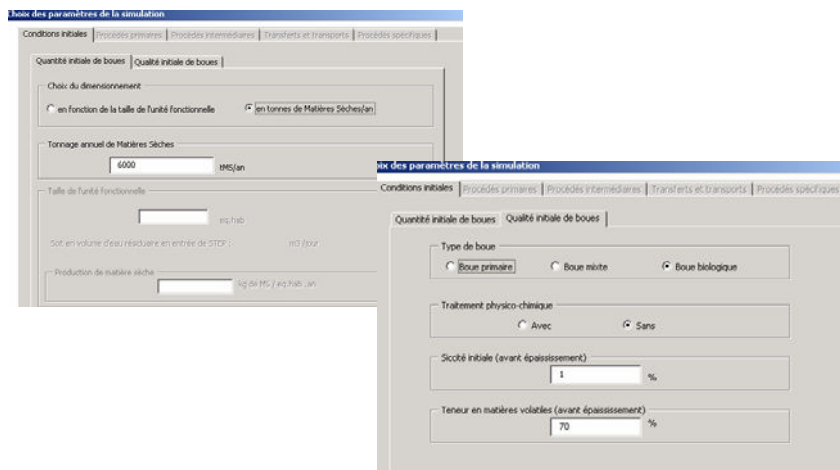 Choix des paramètres de la simulation
Conditions initiales Procédés primaires Procédés intermédiaires Transferts et transports Procédés spécifiques
Quantité initiale de boues Qualité initiale de boues
Choix du dimensionnement
en fonction de la taille de l'unité fonctionnelle en tonnes de Matières Sèches/an
Tonnage annuel de Matières Sèches
6000 tMS/an
Taille de l'unité fonctionnelle
eq.hab
Soit en volume d'eau résiduaire en entrée de STEP : m3 /jour
Production de matière sèche
kg de MS / eq.hab .an
ix des paramètres de la simulation
Conditions initiales Procédés primaires Procédés intermédiaires Transferts et transports Procédés spécifiques
Quantité initiale de boues Qualité initiale de boues
Type de boue
Boue primaire Boue mixte Boue biologique
Traitement physico-chimique
Avec Sans
Siccité initiale (avant épaississement)
1 %
Teneur en matières volatiles (avant épaississement)
70 %